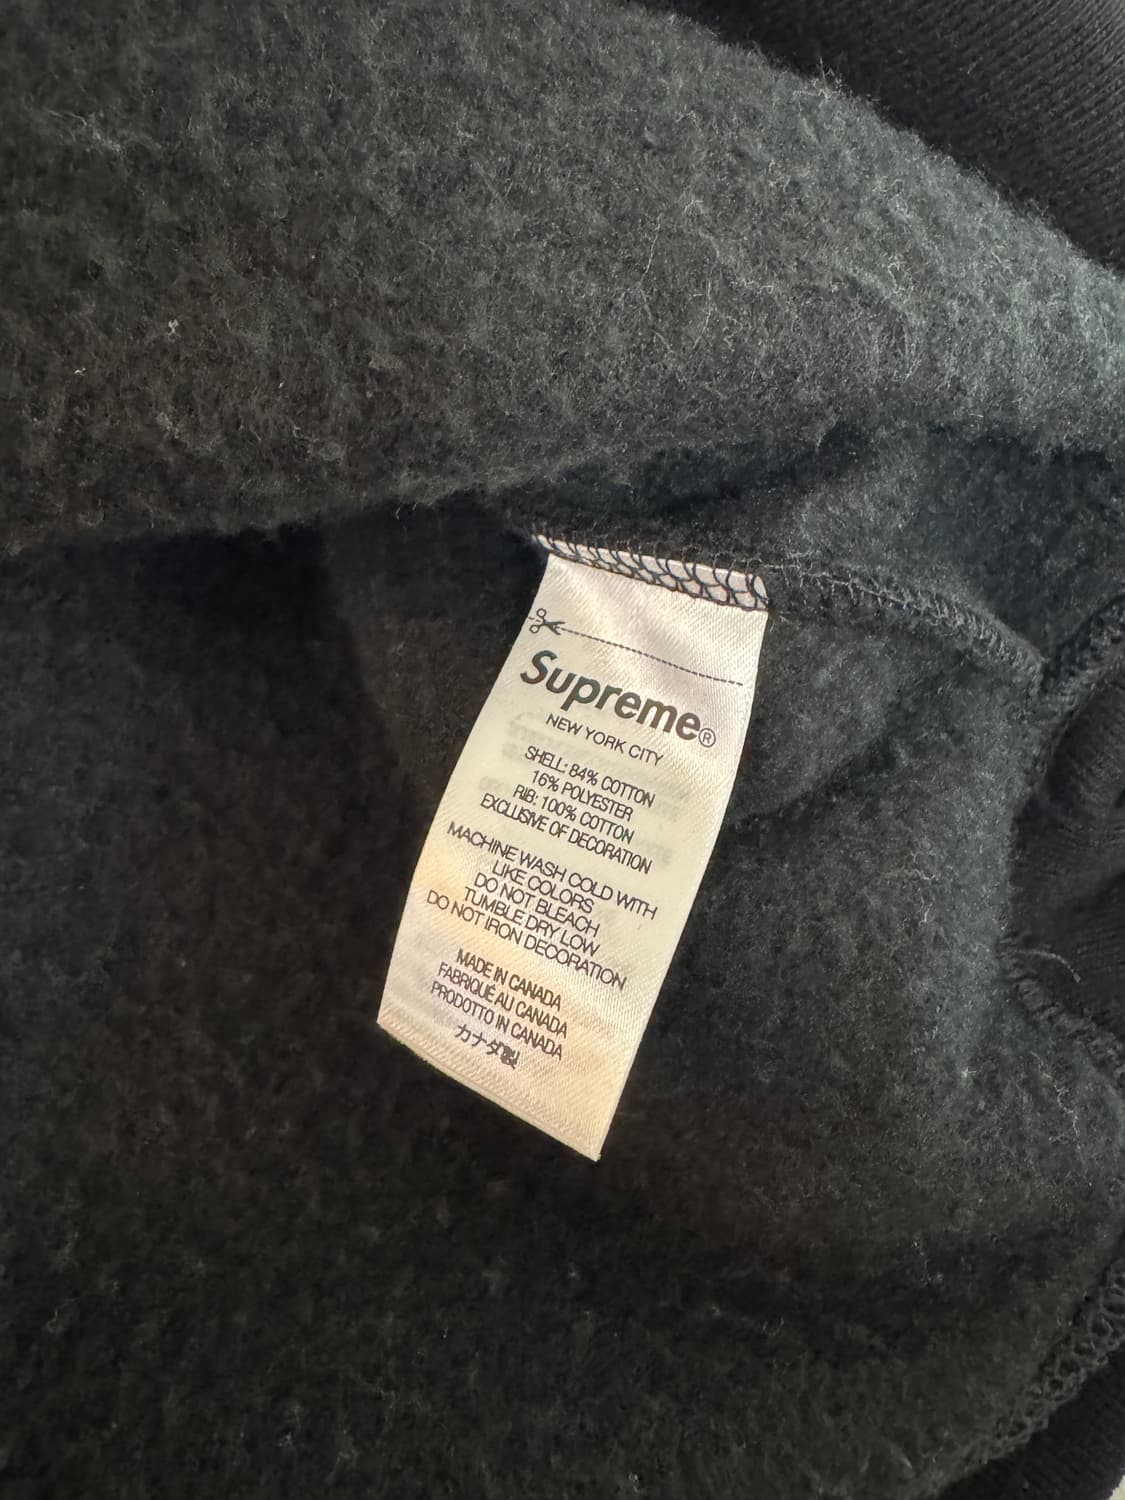 Supreme®
NEW YORK CITY
SHELL: 84% COTTON
16% POLYESTER
RIB: 100% COTTON
EXCLUSIVE OF DECORATION
MACHINE WASH COLD WITH
LIKE COLORS
DO NOT BLEACH
TUMBLE DRY LOW
DO NOT IRON DECORATION
MADE IN CANADA
FABRIQUÉ AU CANADA
PRODOTTO IN CANADA
カナダ製